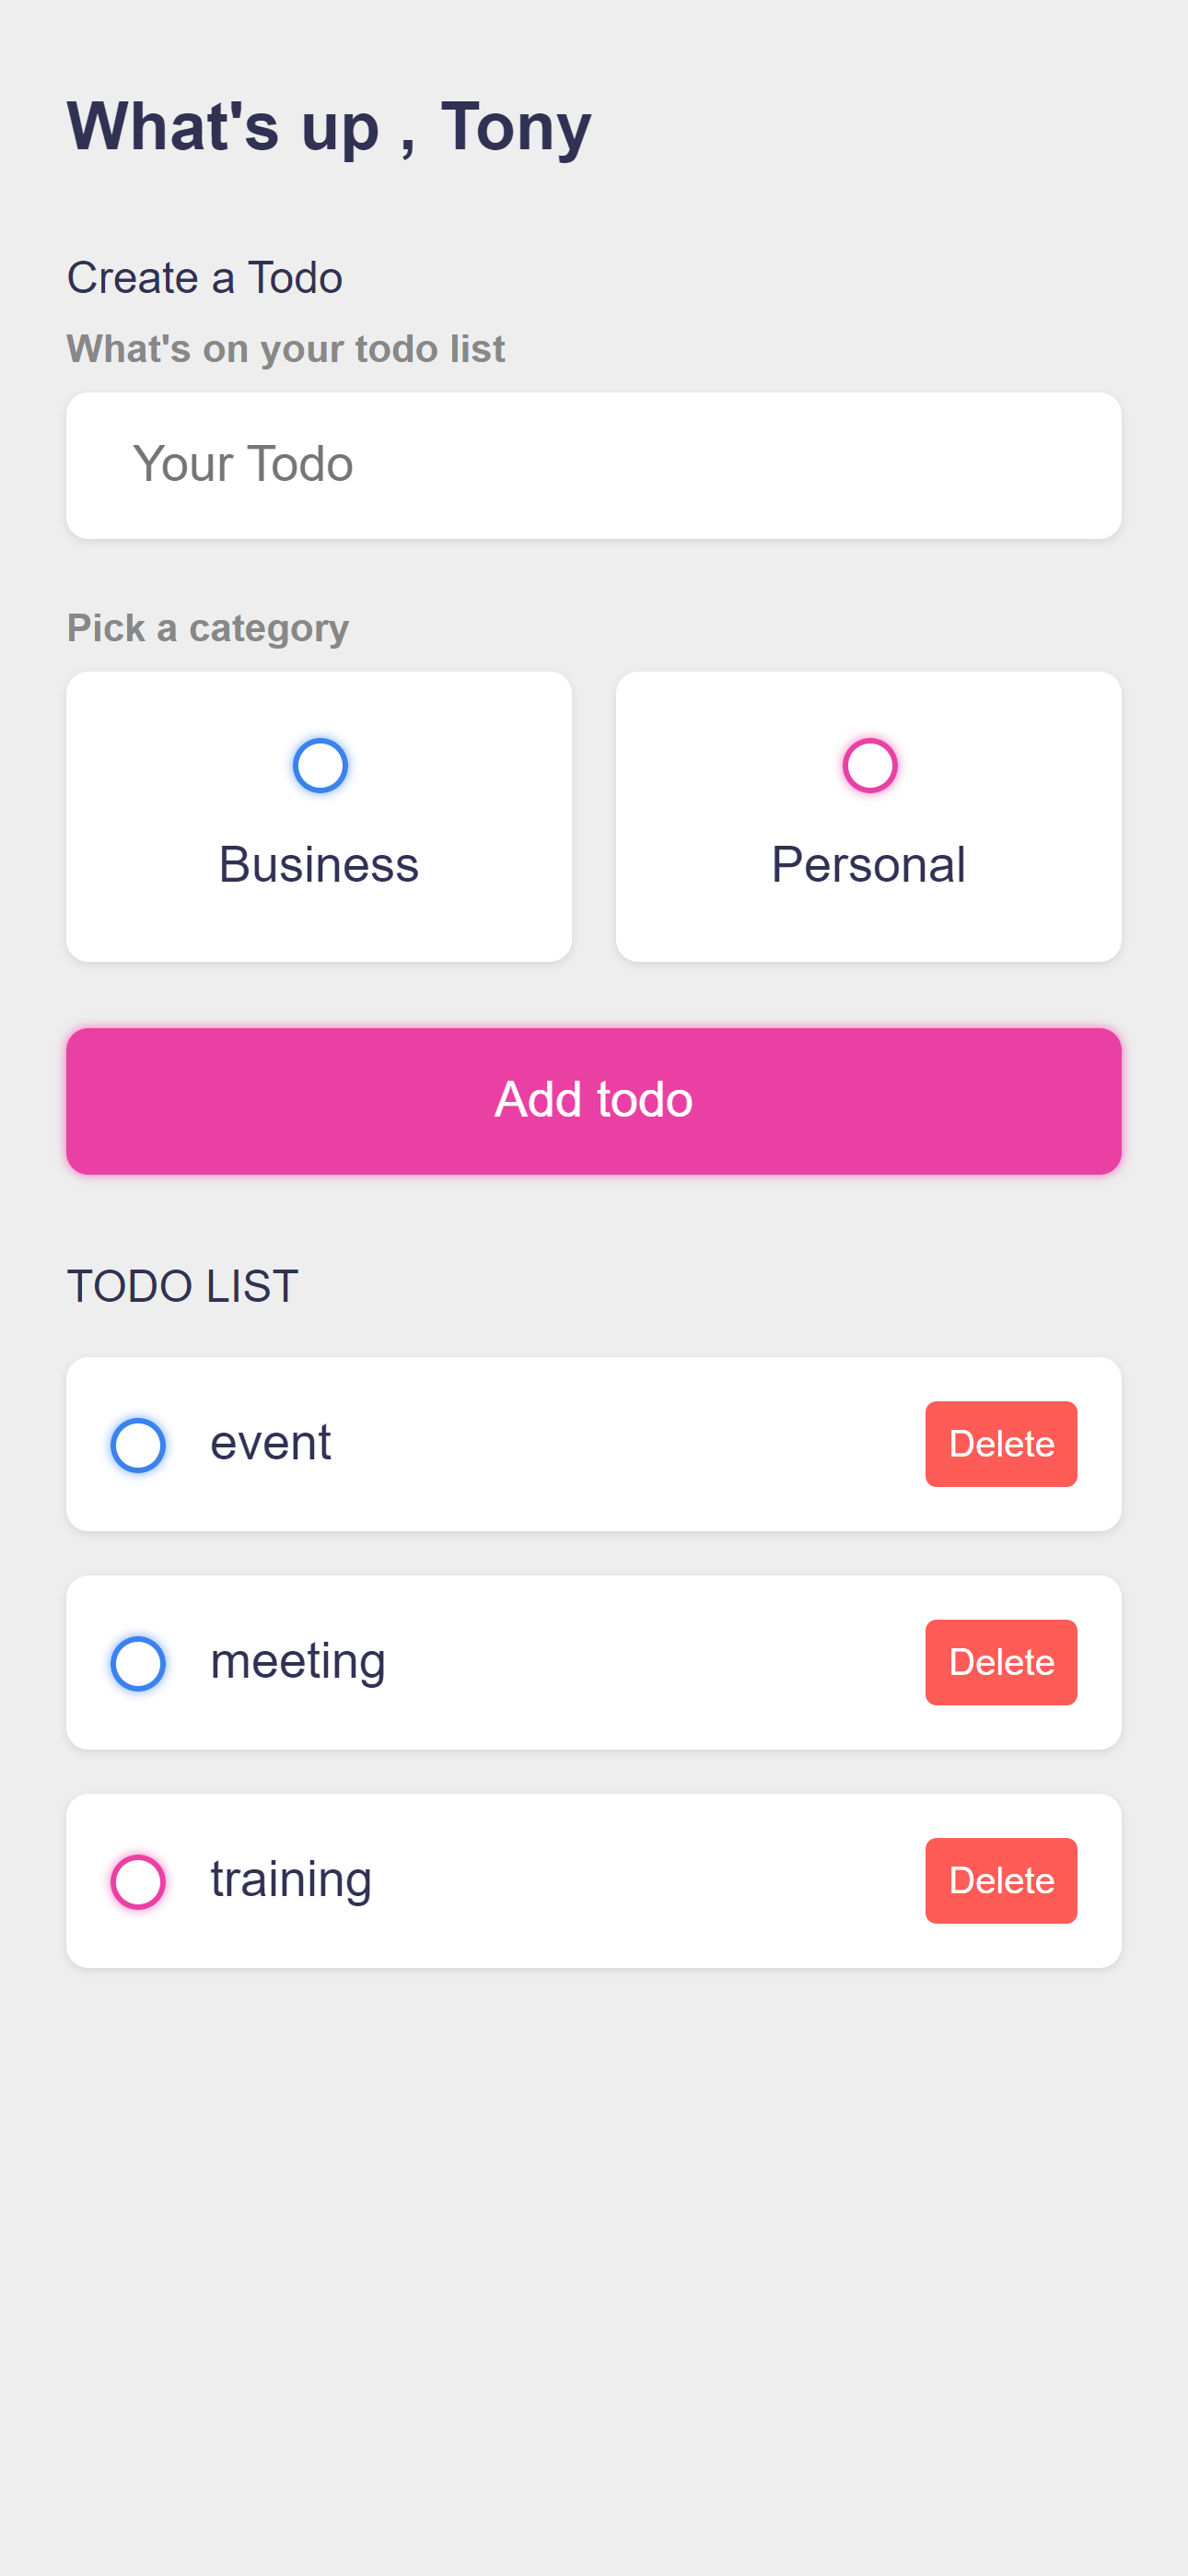 What's up , Tony
Create a Todo
What's on your todo list
Your Todo
Pick a category
Business
Personal
Add todo
TODO LIST
event
Delete
meeting
Delete
training
Delete